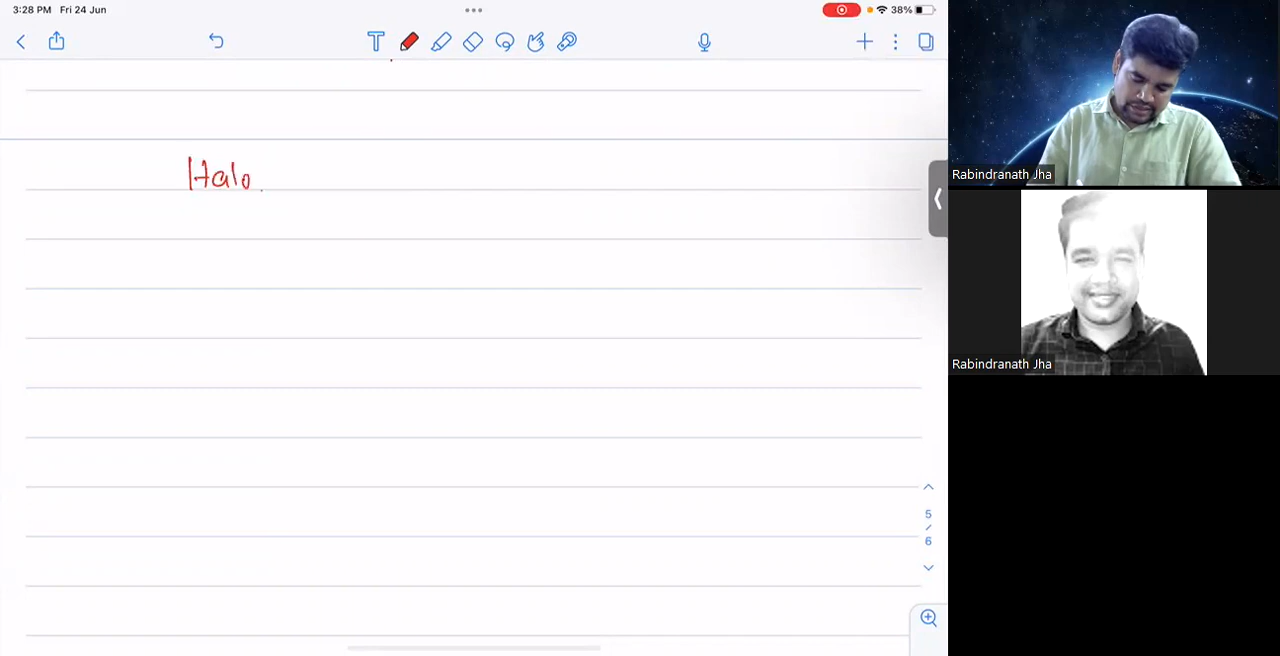 3:28 PM Fri 24 Jun
38%
T
Halo
Rabindranath Jha
Rabindranath Jha
5
6